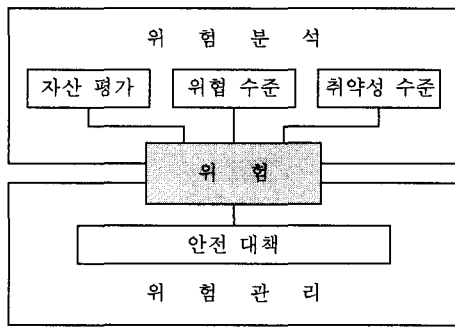 위 험 분 석
자산 평가 위협 수준 취약성 수준
위 험
안전 대책
위 험 관 리